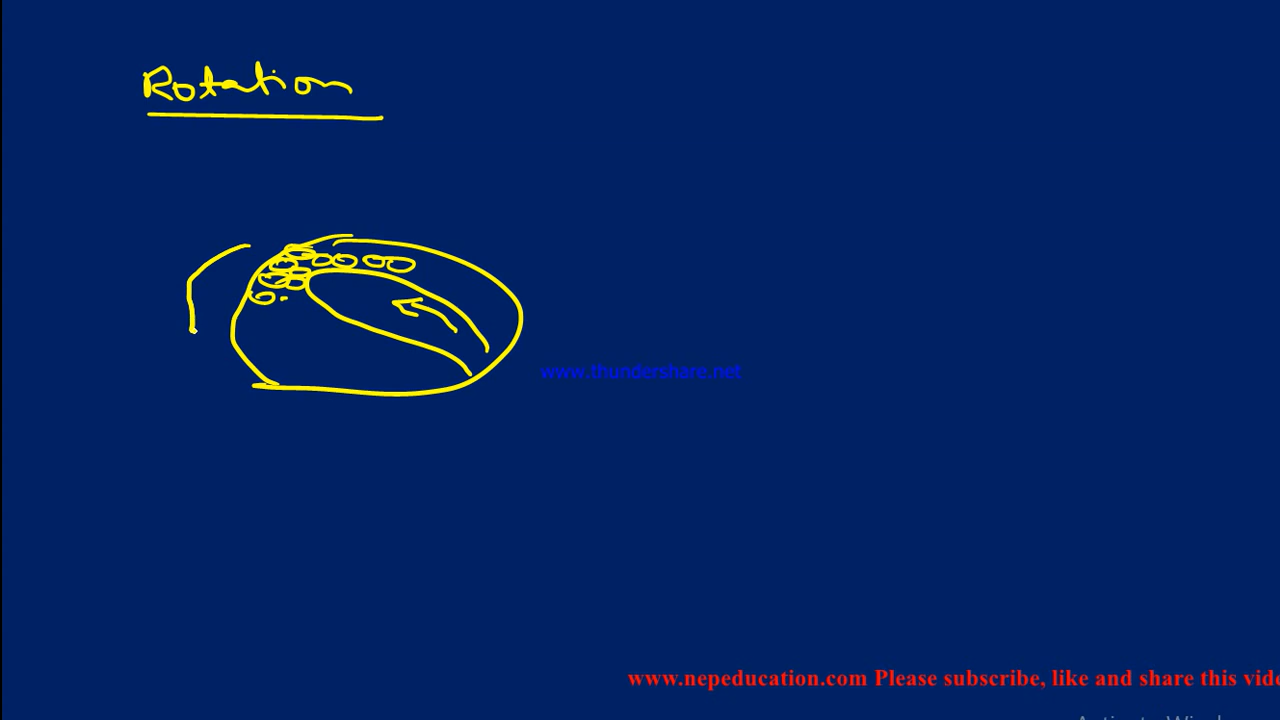 Rotation
www.thundershare.net
www.nepeducation.com Please subscribe, like and share this vide